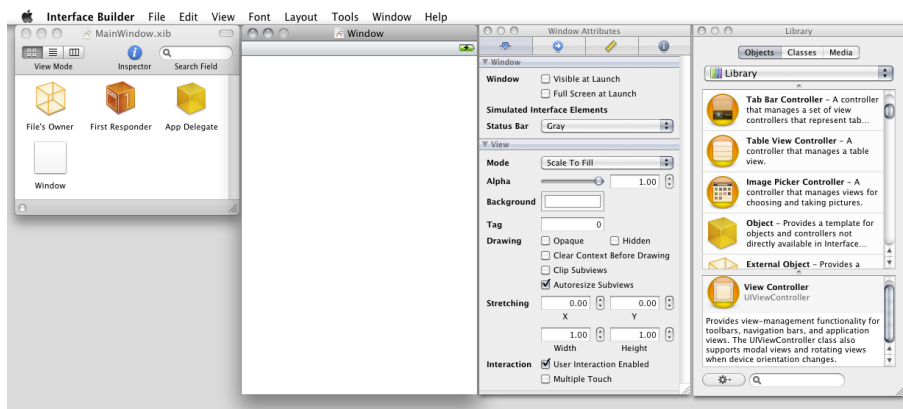 Interface Builder File Edit View Font Layout Tools Window Help
MainWindow.xib
View Mode Inspector Search Field
File's Owner First Responder App Delegate
Window
Window
Window Attributes
Window
Window Visible at Launch
Full Screen at Launch
Simulated Interface Elements
Status Bar Gray
View
Mode Scale To Fill
Alpha 1.00
Background
Tag 0
Drawing Opaque Hidden
Clear Context Before Drawing
Clip Subviews
Autoresize Subviews
Stretching 0.00 0.00
X Y
1.00 1.00
Width Height
Interaction User Interaction Enabled
Multiple Touch
Library
Objects Classes Media
Library
Tab Bar Controller – A controller
that manages a set of view
controllers that represent tab...
Table View Controller – A
controller that manages a table
view.
Image Picker Controller – A
controller that manages views for
choosing and taking pictures.
Object – Provides a template for
objects and controllers not
directly available in Interface...
External Object – Provides a
View Controller
UIViewController
Provides view-management functionality for
toolbars, navigation bars, and application
views. The UIViewController class also
supports modal views and rotating views
when device orientation changes.